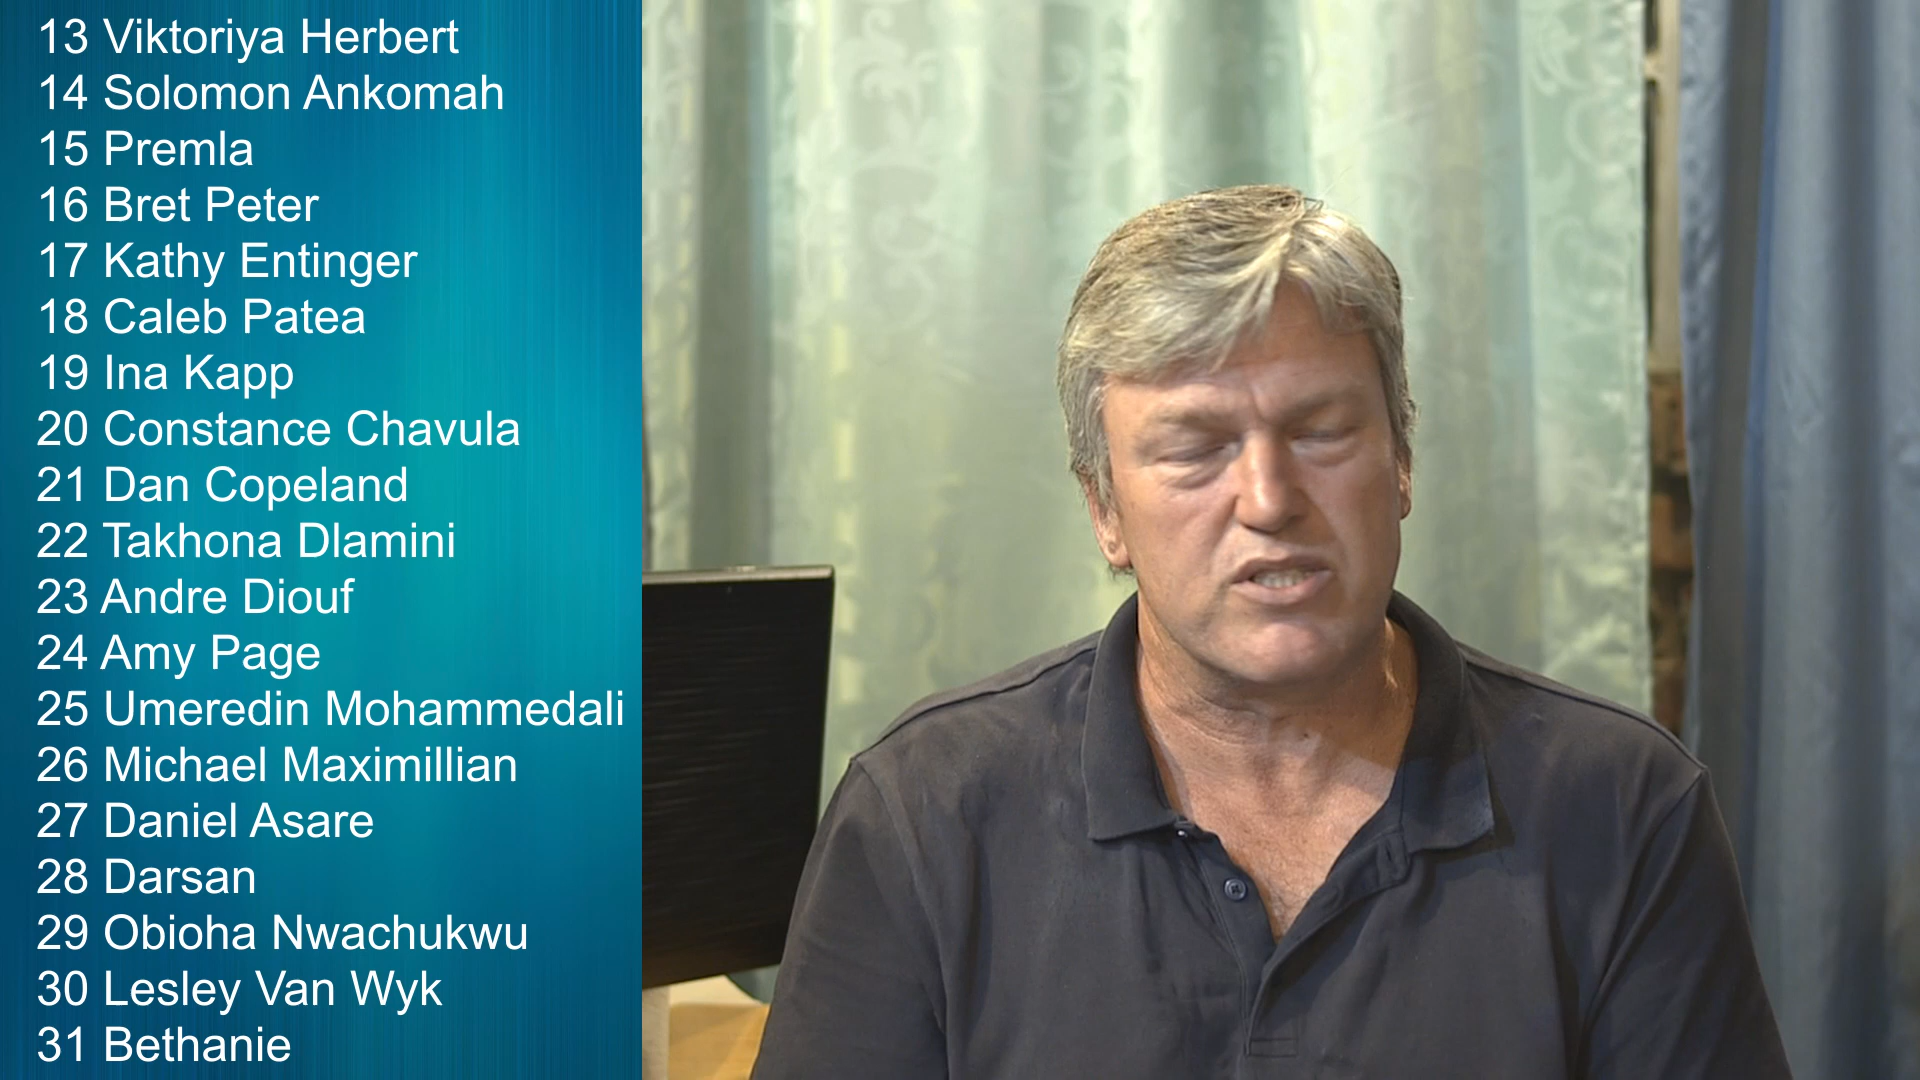 13 Viktoriya Herbert
14 Solomon Ankomah
15 Premla
16 Bret Peter
17 Kathy Entinger
18 Caleb Patea
19 Ina Kapp
20 Constance Chavula
21 Dan Copeland
22 Takhona Dlamini
23 Andre Diouf
24 Amy Page
25 Umeredin Mohammedali
26 Michael Maximillian
27 Daniel Asare
28 Darsan
29 Obioha Nwachukwu
30 Lesley Van Wyk
31 Bethanie